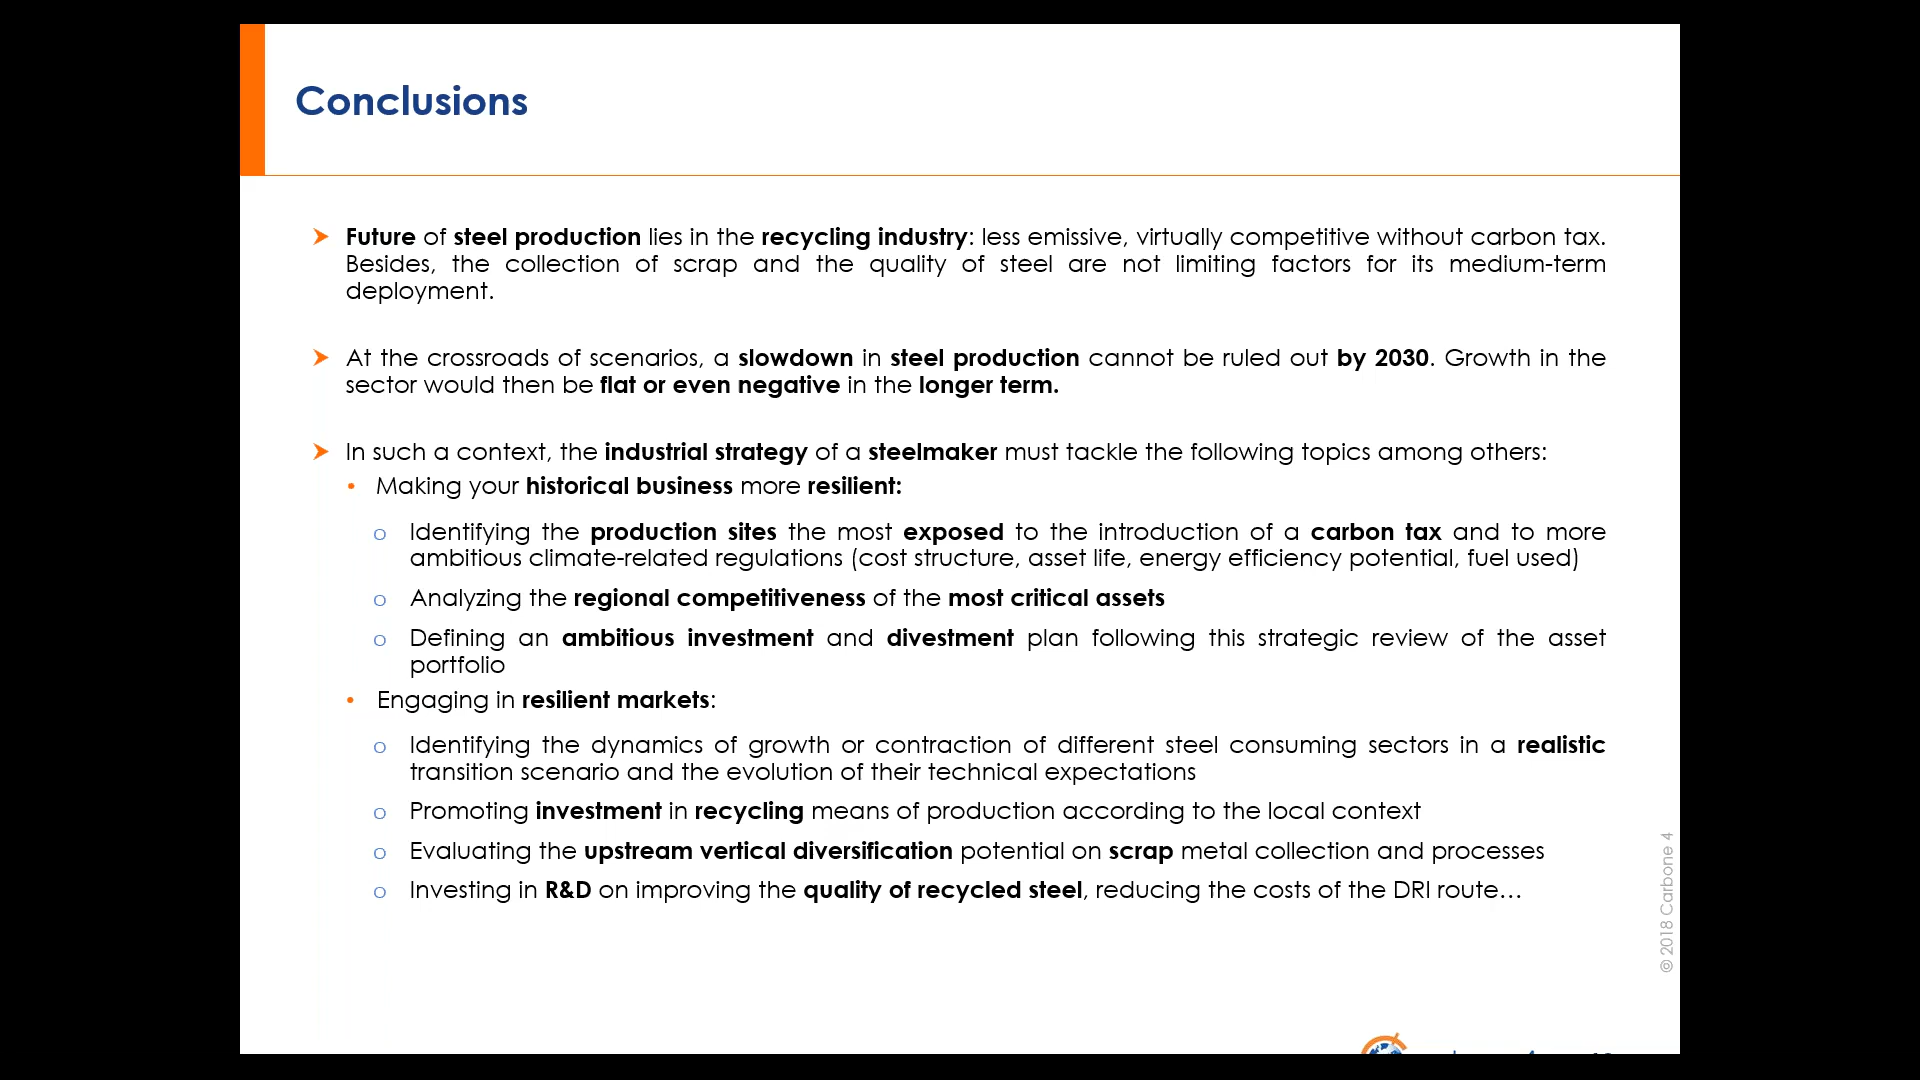 Conclusions
Future of steel production lies in the recycling industry: less emissive, virtually competitive without carbon tax.
Besides, the collection of scrap and the quality of steel are not limiting factors for its medium-term
deployment.
At the crossroads of scenarios, a slowdown in steel production cannot be ruled out by 2030. Growth in the
sector would then be flat or even negative in the longer term.
In such a context, the industrial strategy of a steelmaker must tackle the following topics among others:
• Making your historical business more resilient:
o Identifying the production sites the most exposed to the introduction of a carbon tax and to more
ambitious climate-related regulations (cost structure, asset life, energy efficiency potential, fuel used)
o Analyzing the regional competitiveness of the most critical assets
o Defining an ambitious investment and divestment plan following this strategic review of the asset
portfolio
• Engaging in resilient markets:
o Identifying the dynamics of growth or contraction of different steel consuming sectors in a realistic
transition scenario and the evolution of their technical expectations
o Promoting investment in recycling means of production according to the local context
o Evaluating the upstream vertical diversification potential on scrap metal collection and processes
o Investing in R&D on improving the quality of recycled steel, reducing the costs of the DRI route…
© 2018 Carbone 4